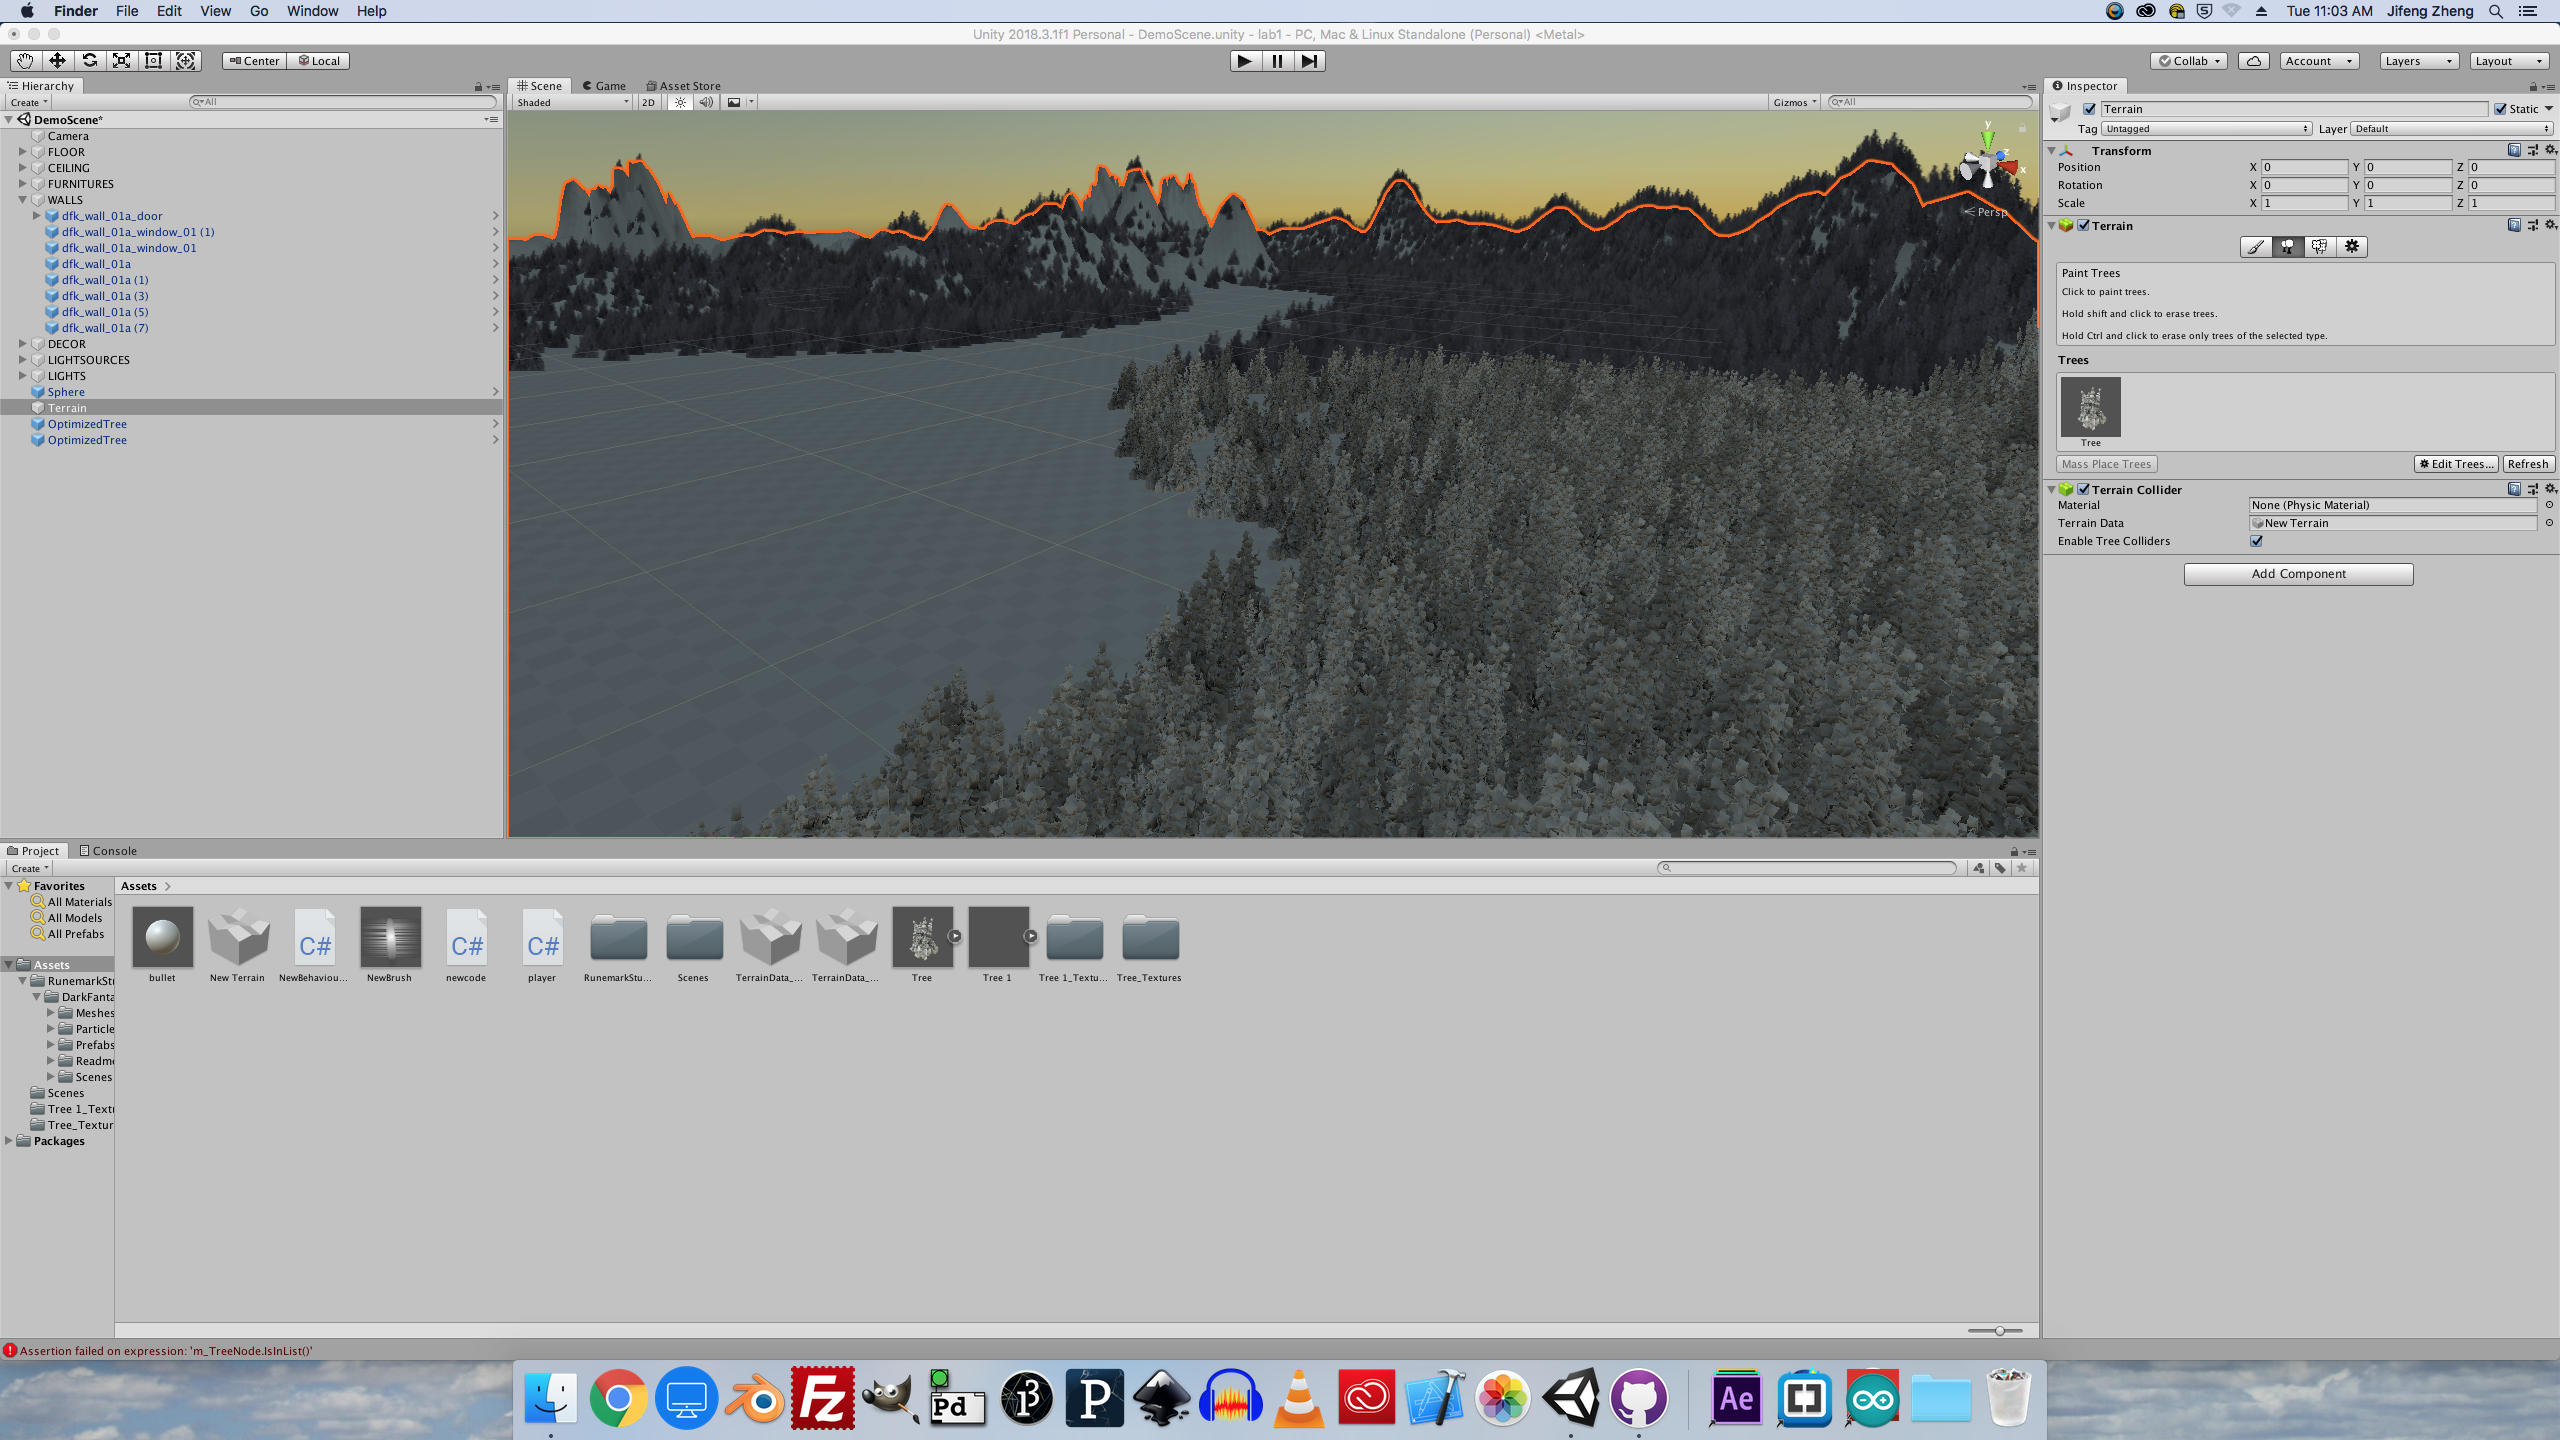 Finder File Edit View Go Window Help Tue 11:03 AM Jifeng Zheng
Unity 2018.3.1f1 Personal - DemoScene.unity - lab1 - PC, Mac & Linux Standalone (Personal) <Metal>
Center Local Collab Account Layers Layout
Hierarchy
Create All
DemoScene*
Camera
FLOOR
CEILING
FURNITURES
WALLS
dfk_wall_01a_door
dfk_wall_01a_window_01 (1)
dfk_wall_01a_window_01
dfk_wall_01a
dfk_wall_01a (1)
dfk_wall_01a (3)
dfk_wall_01a (5)
dfk_wall_01a (7)
DECOR
LIGHTSOURCES
LIGHTS
Sphere
Terrain
OptimizedTree
OptimizedTree
Scene Game Asset Store
Shaded 2D Gizmos All
y
z
x
Persp
Inspector
Terrain Static
Tag Untagged Layer Default
Transform
Position X 0 Y 0 Z 0
Rotation X 0 Y 0 Z 0
Scale X 1 Y 1 Z 1
Terrain
Paint Trees
Click to paint trees.
Hold shift and click to erase trees.
Hold Ctrl and click to erase only trees of the selected type.
Trees
Tree
Mass Place Trees Edit Trees... Refresh
Terrain Collider
Material None (Physic Material)
Terrain Data New Terrain
Enable Tree Colliders
Add Component
Project Console
Create
Favorites
All Materials
All Models
All Prefabs
Assets
RunemarkStu
DarkFanta
Meshes
Particle
Prefabs
Readme
Scenes
Scenes
Tree 1_Textu
Tree_Textur
Packages
Assets
C# C# C#
bullet New Terrain NewBehaviou... NewBrush newcode player RunemarkStu... Scenes TerrainData_... TerrainData_... Tree Tree 1 Tree 1_Textu... Tree_Textures
Assertion failed on expression: 'm_TreeNode.IsInList()'
Fz Pd P Ae